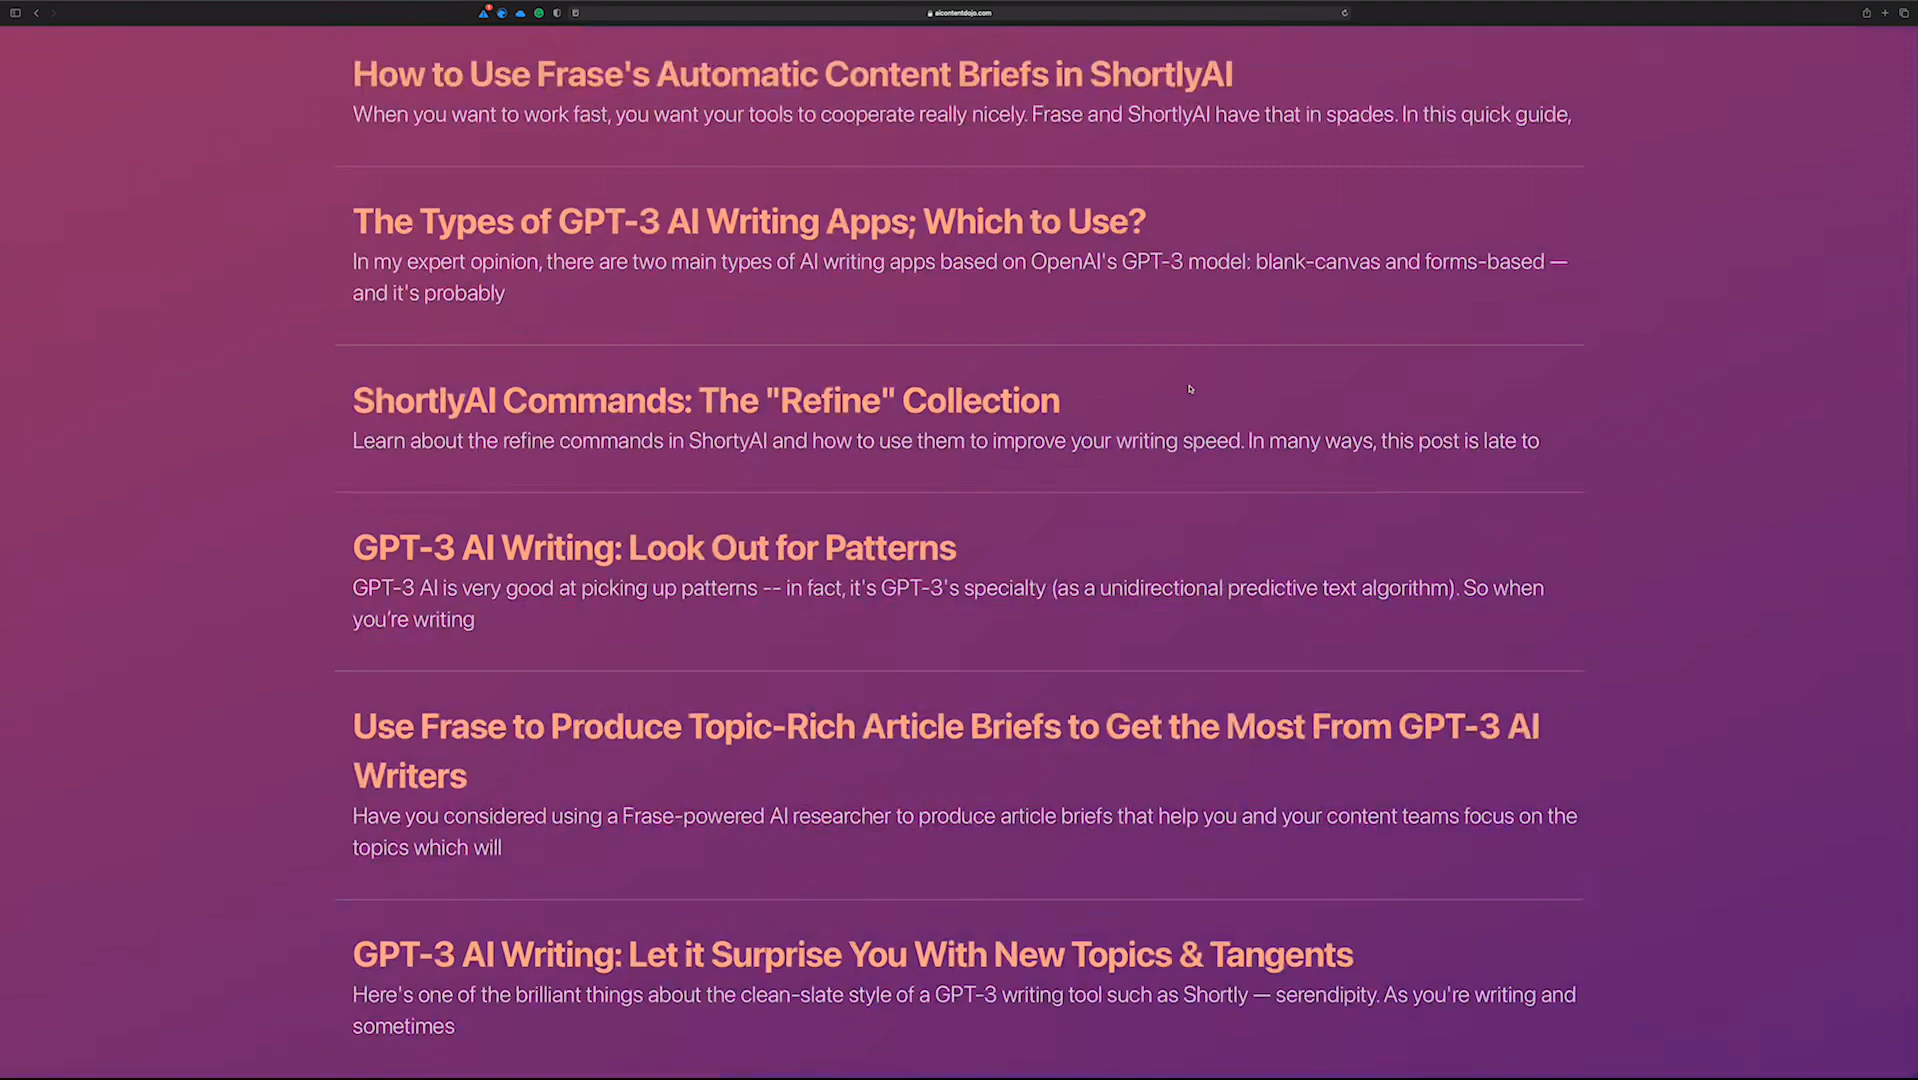 aicontentdojo.com
How to Use Frase's Automatic Content Briefs in ShortlyAI
When you want to work fast, you want your tools to cooperate really nicely. Frase and ShortlyAI have that in spades. In this quick guide,
The Types of GPT-3 AI Writing Apps; Which to Use?
In my expert opinion, there are two main types of AI writing apps based on OpenAI's GPT-3 model: blank-canvas and forms-based —
and it's probably
ShortlyAI Commands: The "Refine" Collection
Learn about the refine commands in ShortyAI and how to use them to improve your writing speed. In many ways, this post is late to
GPT-3 AI Writing: Look Out for Patterns
GPT-3 AI is very good at picking up patterns -- in fact, it's GPT-3's specialty (as a unidirectional predictive text algorithm). So when
you’re writing
Use Frase to Produce Topic-Rich Article Briefs to Get the Most From GPT-3 AI
Writers
Have you considered using a Frase-powered AI researcher to produce article briefs that help you and your content teams focus on the
topics which will
GPT-3 AI Writing: Let it Surprise You With New Topics & Tangents
Here's one of the brilliant things about the clean-slate style of a GPT-3 writing tool such as Shortly — serendipity. As you're writing and
sometimes